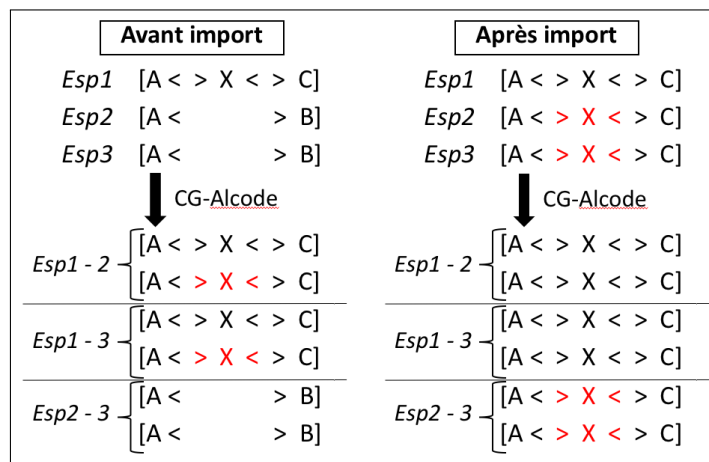 Avant import
Esp1 [A < > X < > C]
Esp2 [A < > B]
Esp3 [A < > B]
CG-Alcode
Esp1 - 2
[A < > X < > C]
[A < > X < > C]
Esp1 - 3
[A < > X < > C]
[A < > X < > C]
Esp2 - 3
[A < > B]
[A < > B]
Après import
Esp1 [A < > X < > C]
Esp2 [A < > X < > C]
Esp3 [A < > X < > C]
CG-Alcode
Esp1 - 2
[A < > X < > C]
[A < > X < > C]
Esp1 - 3
[A < > X < > C]
[A < > X < > C]
Esp2 - 3
[A < > X < > C]
[A < > X < > C]